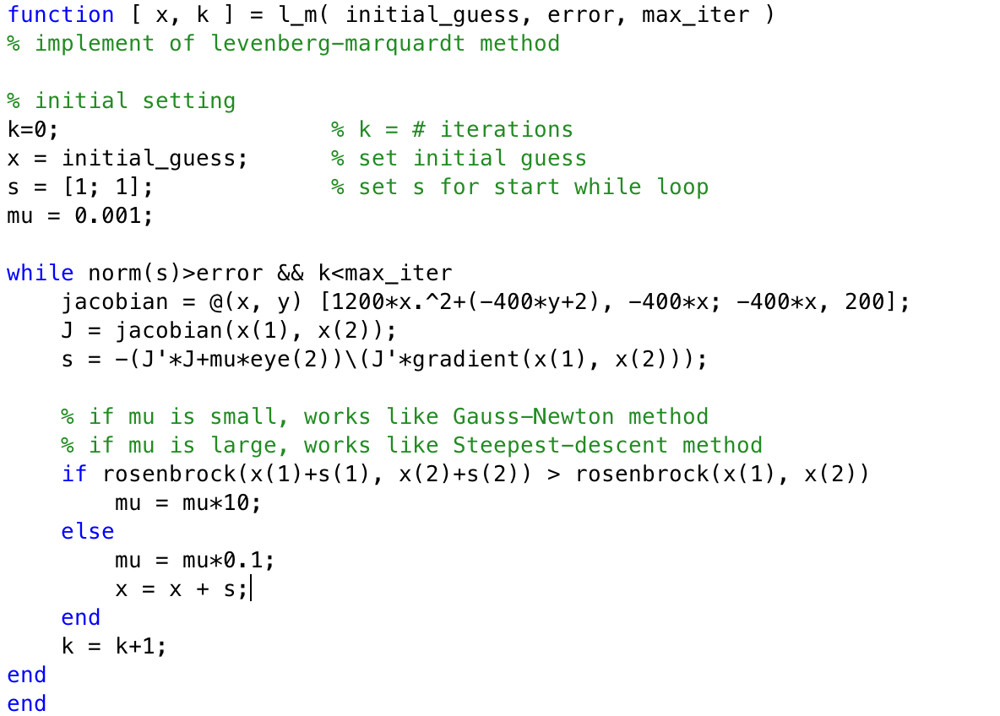 function [ x, k ] = l_m( initial_guess, error, max_iter )
% implement of levenberg-marquardt method
% initial setting
k=0; % k = # iterations
x = initial_guess; % set initial guess
s = [1; 1]; % set s for start while loop
mu = 0.001;
while norm(s)>error && k<max_iter
jacobian = @(x, y) [1200*x.^2+(-400*y+2), -400*x; -400*x, 200];
J = jacobian(x(1), x(2));
s = -(J'*J+mu*eye(2))\(J'*gradient(x(1), x(2)));
% if mu is small, works like Gauss-Newton method
% if mu is large, works like Steepest-descent method
if rosenbrock(x(1)+s(1), x(2)+s(2)) > rosenbrock(x(1), x(2))
mu = mu*10;
else
mu = mu*0.1;
x = x + s;
end
k = k+1;
end
end